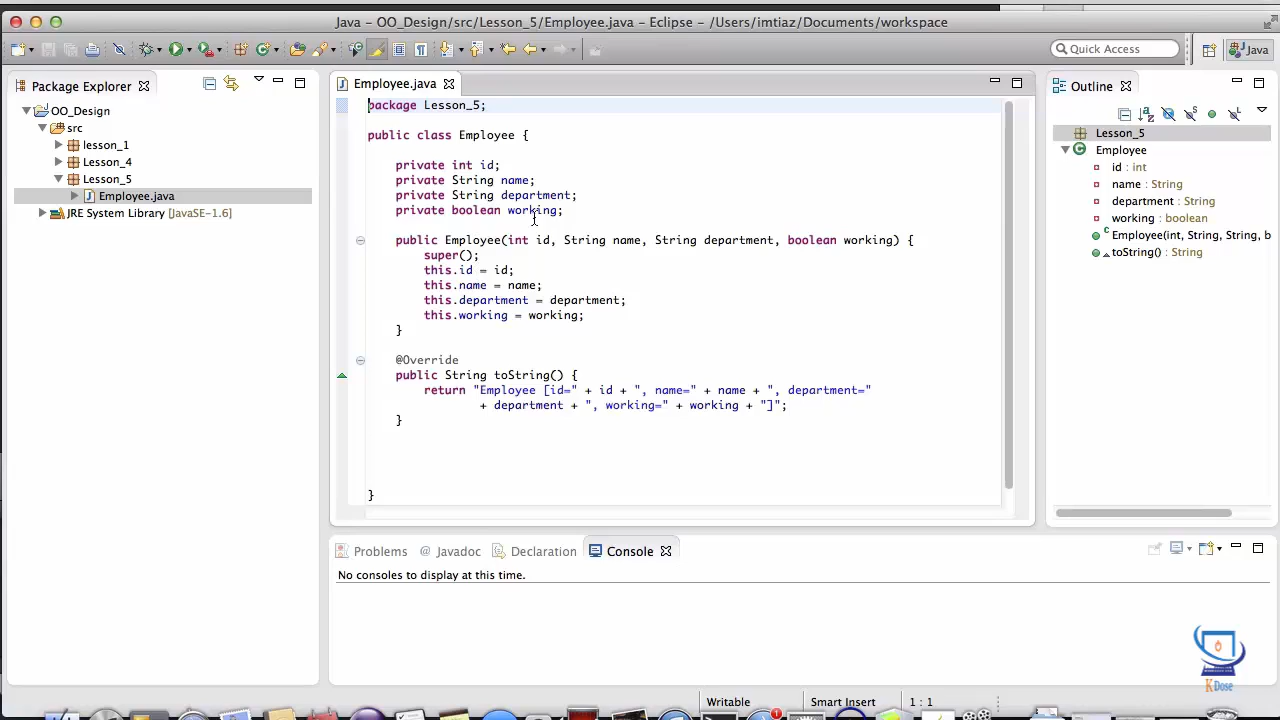 Java - OO_Design/src/Lesson_5/Employee.java - Eclipse - /Users/imtiaz/Documents/workspace
Quick Access
Java
Package Explorer
OO_Design
src
lesson_1
Lesson_4
Lesson_5
Employee.java
JRE System Library [JavaSE-1.6]
Employee.java
package Lesson_5;
public class Employee {
private int id;
private String name;
private String department;
private boolean working;
public Employee(int id, String name, String department, boolean working) {
super();
this.id = id;
this.name = name;
this.department = department;
this.working = working;
}
@Override
public String toString() {
return "Employee [id=" + id + ", name=" + name + ", department="
+ department + ", working=" + working + "]";
}
}
Outline
Lesson_5
Employee
id : int
name : String
department : String
working : boolean
Employee(int, String, String, b
toString() : String
Problems
@ Javadoc
Declaration
Console
No consoles to display at this time.
KDose
Writable
Smart Insert
1 : 1